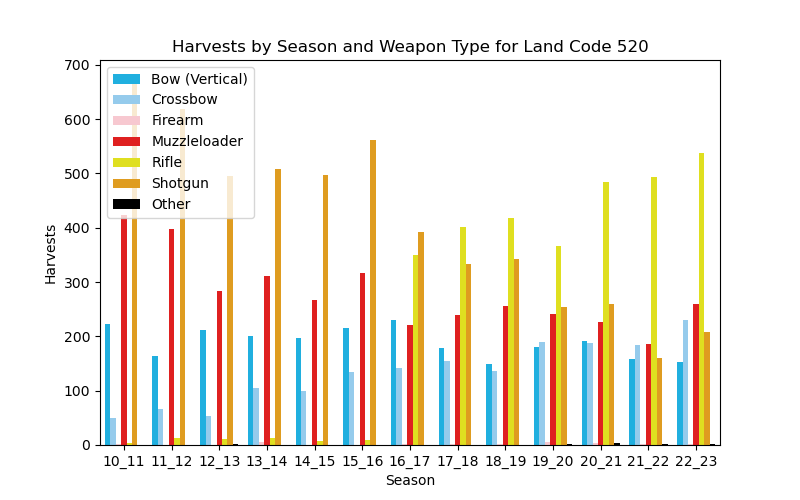 Harvests by Season and Weapon Type for Land Code 520
700
600
500
400
300
200
100
0
Harvests
Bow (Vertical)
Crossbow
Firearm
Muzzleloader
Rifle
Shotgun
Other
10_11 11_12 12_13 13_14 14_15 15_16 16_17 17_18 18_19 19_20 20_21 21_22 22_23
Season